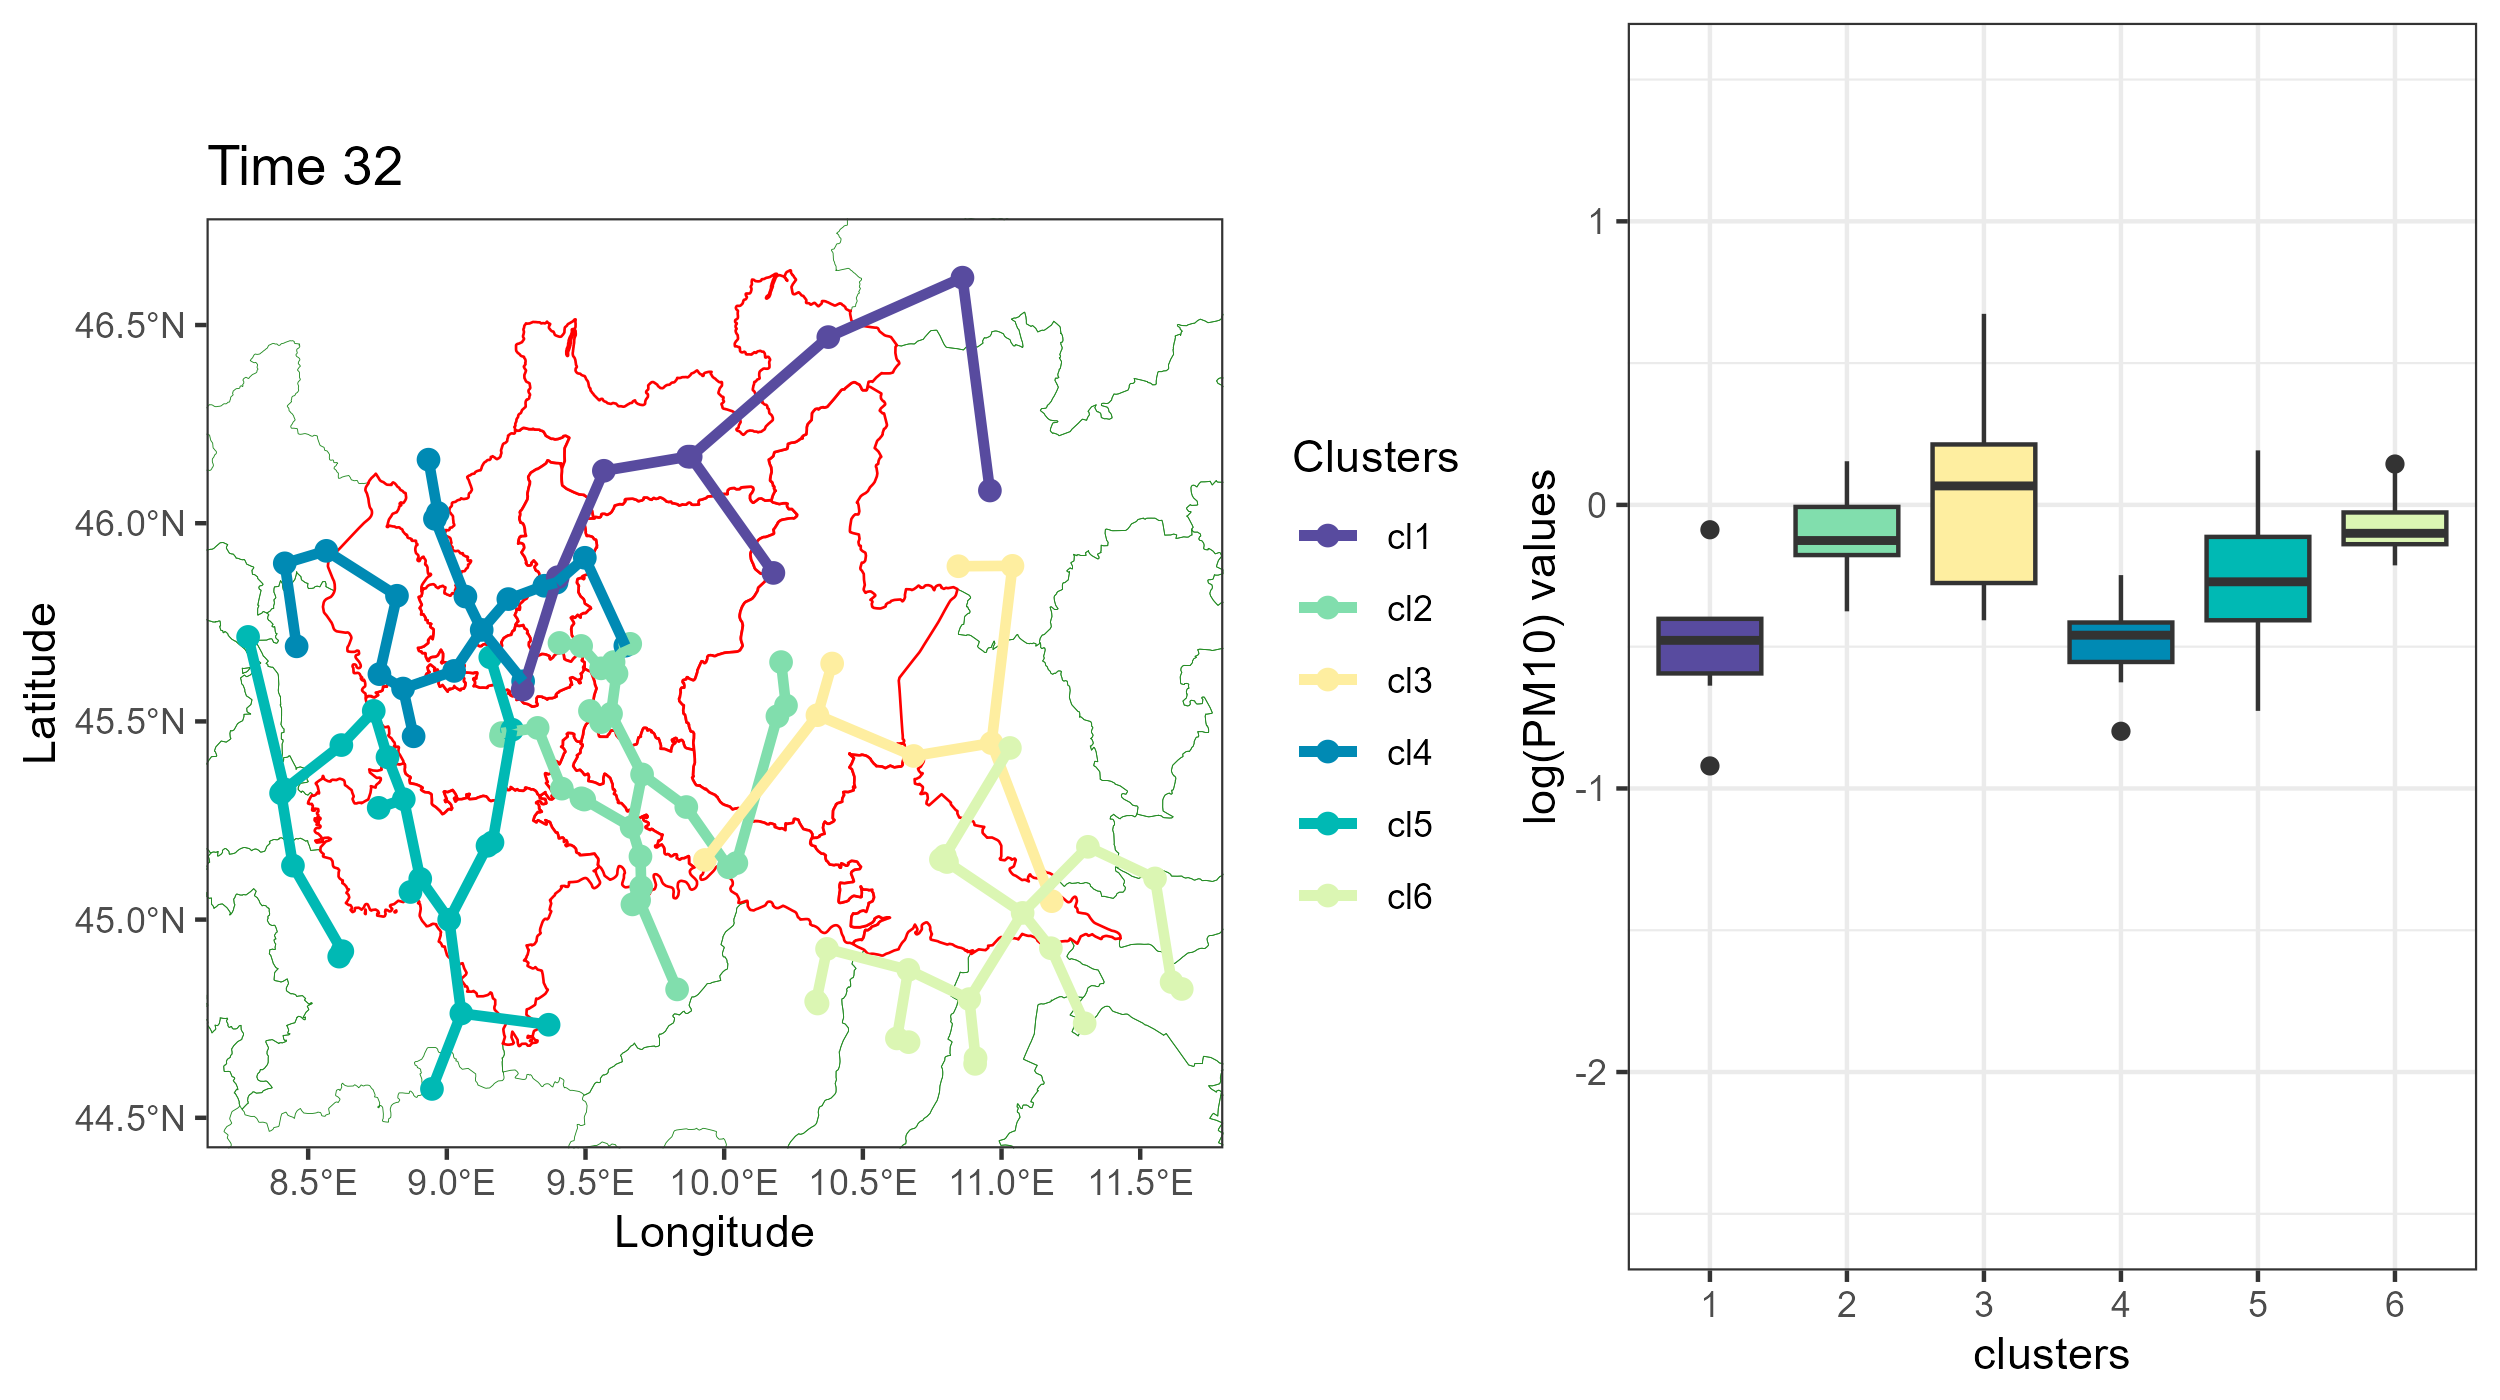 Time 32
46.5°N
46.0°N
45.5°N
45.0°N
44.5°N
Latitude
8.5°E 9.0°E 9.5°E 10.0°E 10.5°E 11.0°E 11.5°E
Longitude
Clusters
cl1
cl2
cl3
cl4
cl5
cl6
log(PM10) values
1
0
-1
-2
1 2 3 4 5 6
clusters